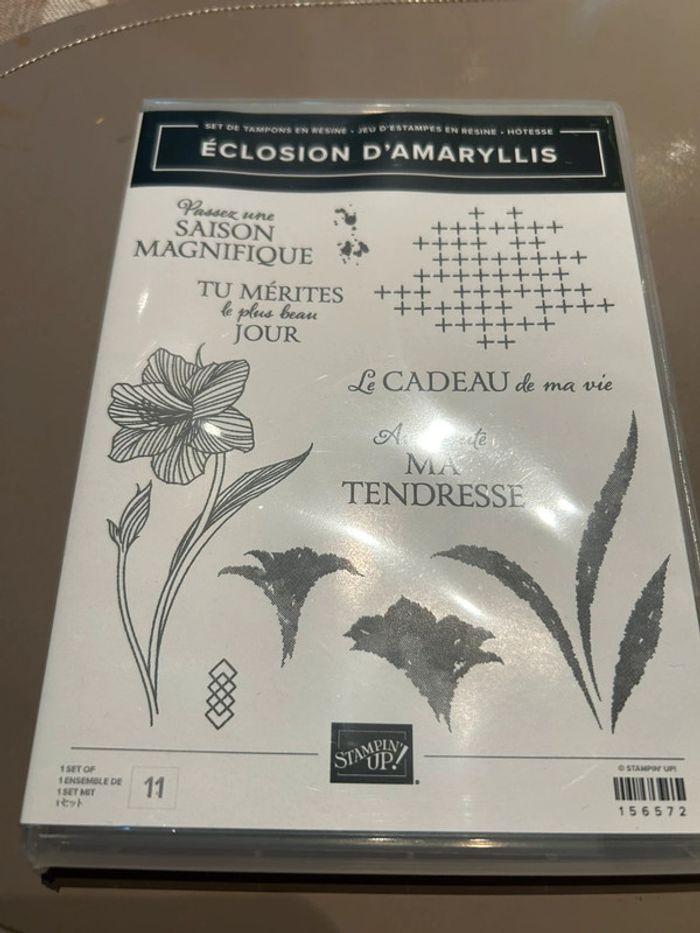 SET DE TAMPONS EN RÉSINE • JEU D'ESTAMPES EN RÉSINE • HÔTESSE
ÉCLOSION D'AMARYLLIS
Passez une
SAISON
MAGNIFIQUE
TU MÉRITES
le plus beau
JOUR
Le CADEAU de ma vie
MA
TENDRESSE
STAMPIN'
UP!
1 SET OF
1 ENSEMBLE DE
1 SET MIT
1セット
11
© STAMPIN' UP!
156572